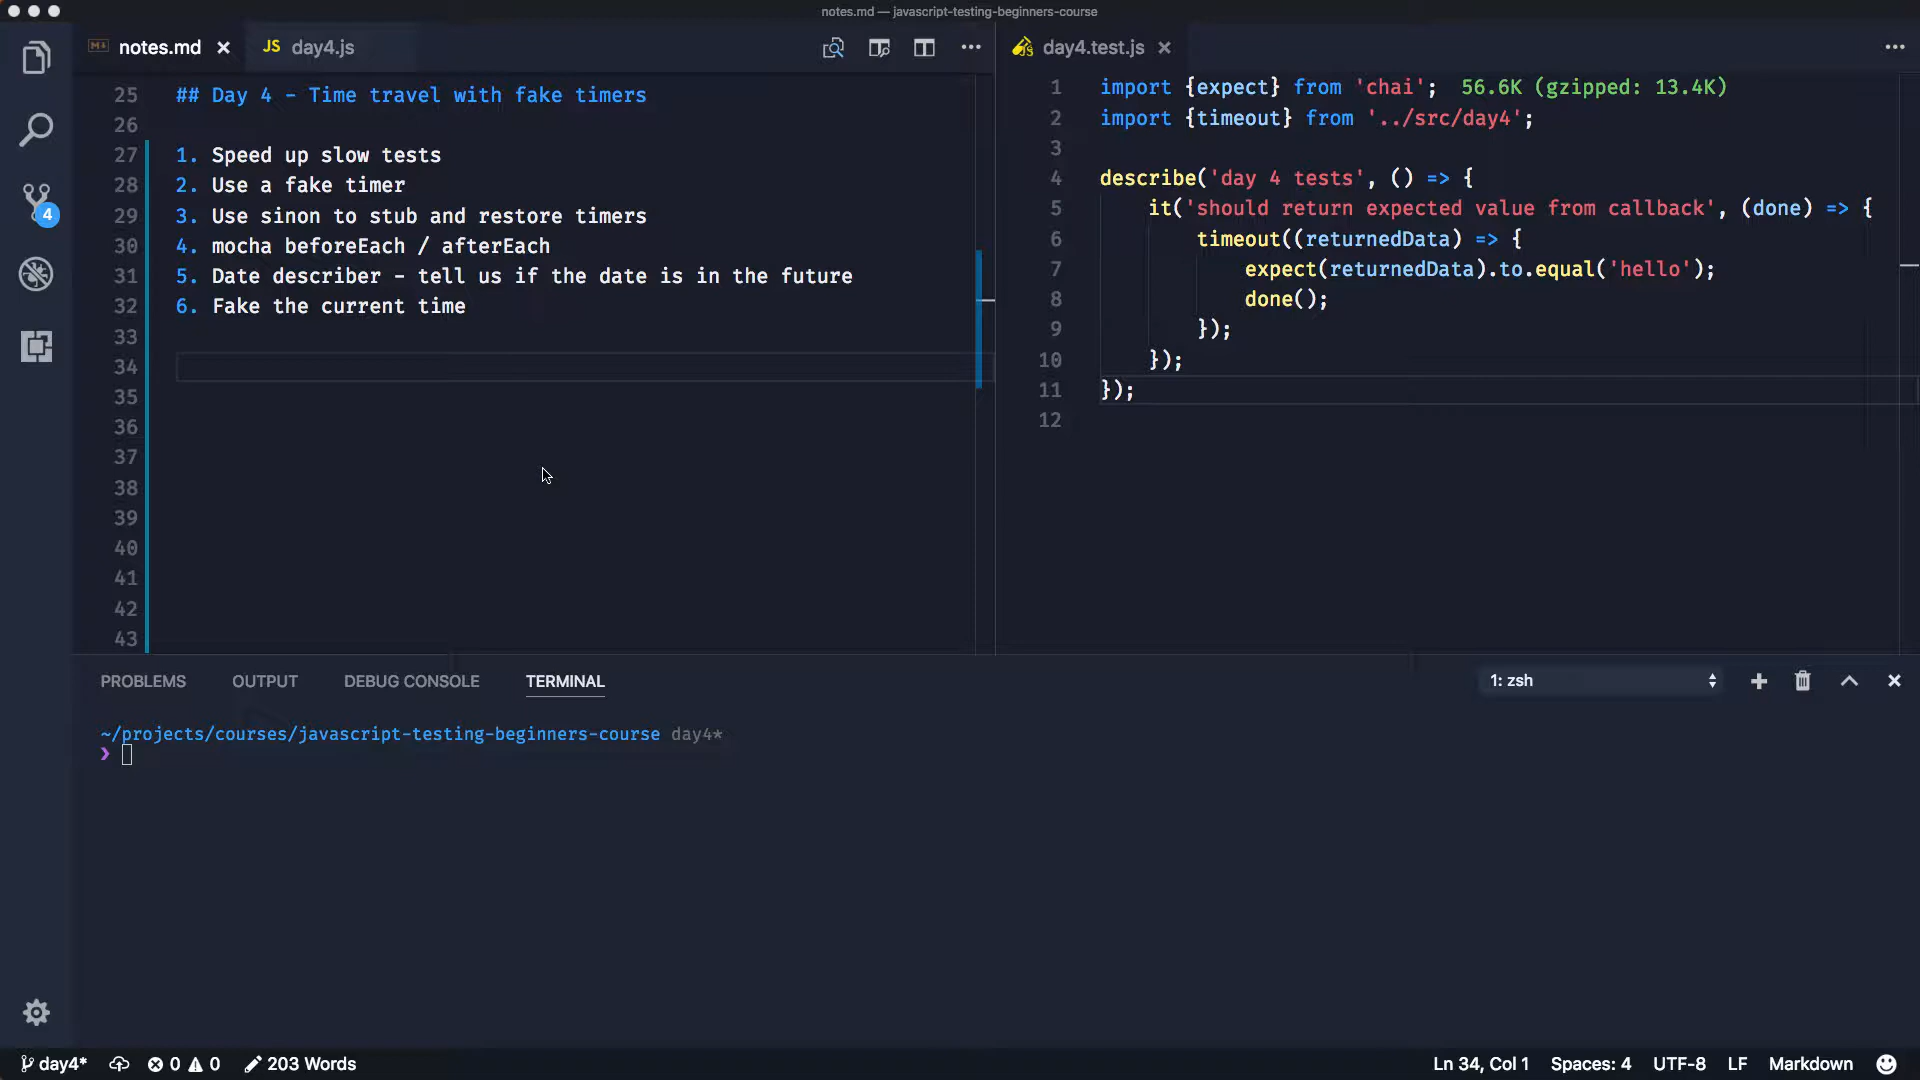 notes.md — javascript-testing-beginners-course
notes.md
JS day4.js
25 ## Day 4 - Time travel with fake timers
26
27 1. Speed up slow tests
28 2. Use a fake timer
29 3. Use sinon to stub and restore timers
30 4. mocha beforeEach / afterEach
31 5. Date describer - tell us if the date is in the future
32 6. Fake the current time
33
34
35
36
37
38
39
40
41
42
43
day4.test.js
1 import {expect} from 'chai'; 56.6K (gzipped: 13.4K)
2 import {timeout} from '../src/day4';
3
4 describe('day 4 tests', () => {
5 it('should return expected value from callback', (done) => {
6 timeout((returnedData) => {
7 expect(returnedData).to.equal('hello');
8 done();
9 });
10 });
11 });
12
4
PROBLEMS OUTPUT DEBUG CONSOLE TERMINAL
1: zsh
~/projects/courses/javascript-testing-beginners-course day4*
❯
day4* 0 0 203 Words
Ln 34, Col 1 Spaces: 4 UTF-8 LF Markdown